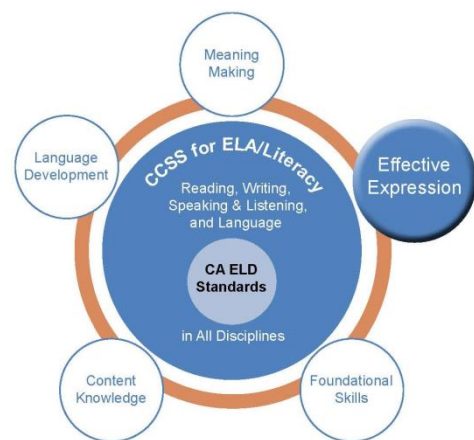 Meaning
Making
Language
Development
Effective
Expression
CCSS for ELA/Literacy
Reading, Writing,
Speaking & Listening,
and Language
CA ELD
Standards
in All Disciplines
Content
Knowledge
Foundational
Skills